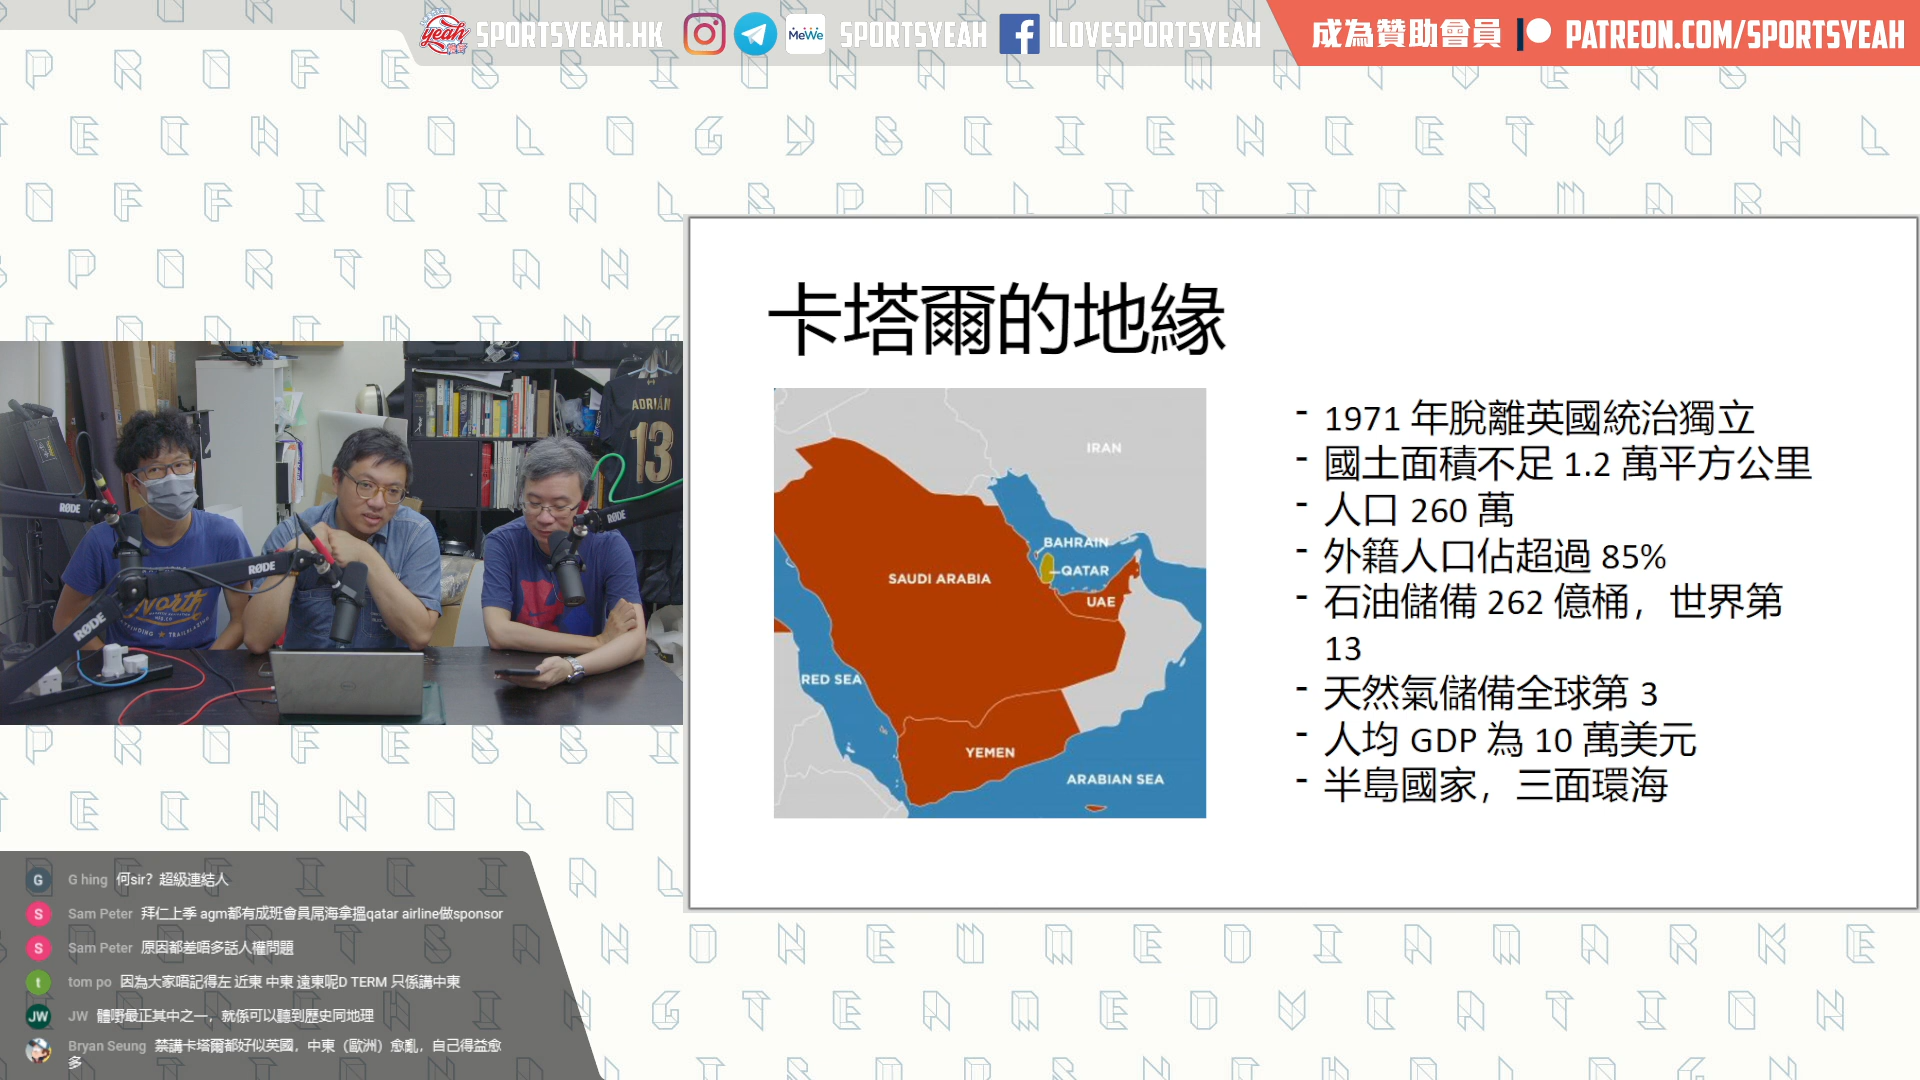 yeah SPORTSYEAH.HK MeWe SPORTSYEAH ILOVESPORTSYEAH 成為贊助會員 PATREON.COM/SPORTSYEAH
卡塔爾的地緣
IRAN
BAHRAIN
QATAR
SAUDI ARABIA
UAE
RED SEA
YEMEN
ARABIAN SEA
- 1971 年脫離英國統治獨立
- 國土面積不足 1.2 萬平方公里
- 人口 260 萬
- 外籍人口佔超過 85%
- 石油儲備 262 億桶，世界第
13
- 天然氣儲備全球第 3
- 人均 GDP 為 10 萬美元
- 半島國家，三面環海
ADRIÁN
13
RØDE
RØDE
RØDE
RØDE
North
G G hing 何sir? 超級連結人
S Sam Peter 拜仁上季 agm都有成班會員屌海拿搵qatar airline做sponsor
S Sam Peter 原因都差唔多話人權問題
t tom po 因為大家唔記得左 近東 中東 遠東呢D TERM 只係講中東
JW JW 體嘢最正其中之一，就係可以聽到歷史同地理
Bryan Seung 禁講卡塔爾都好似英國，中東（歐洲）愈亂，自己得益愈
多